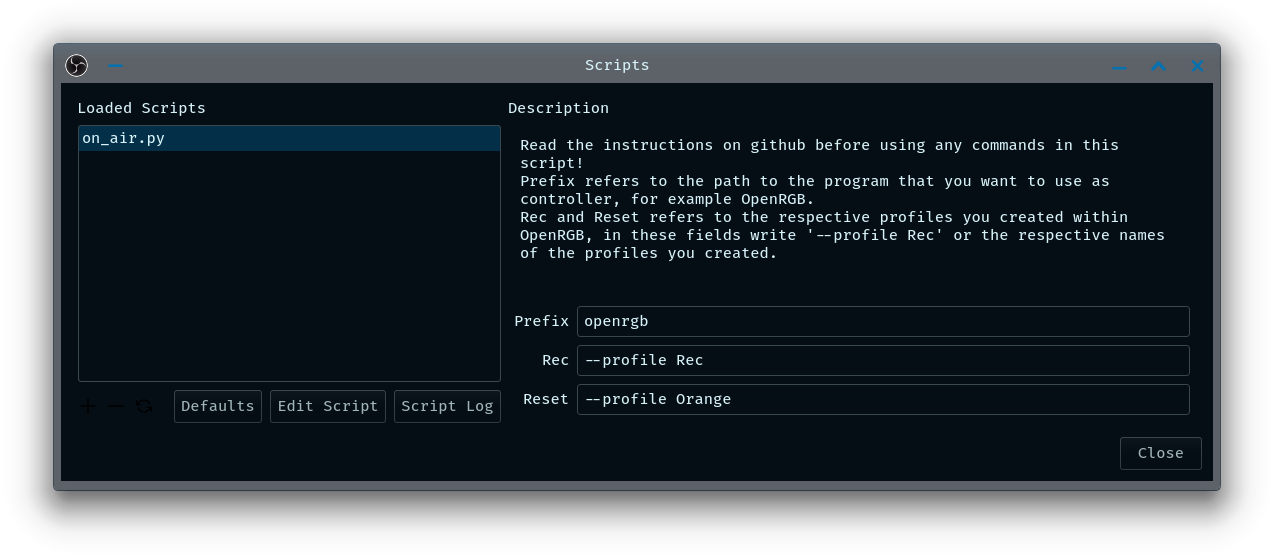 Scripts
Loaded Scripts
on_air.py
Defaults
Edit Script
Script Log
Description
Read the instructions on github before using any commands in this
script!
Prefix refers to the path to the program that you want to use as
controller, for example OpenRGB.
Rec and Reset refers to the respective profiles you created within
OpenRGB, in these fields write '--profile Rec' or the respective names
of the profiles you created.
Prefix openrgb
Rec --profile Rec
Reset --profile Orange
Close